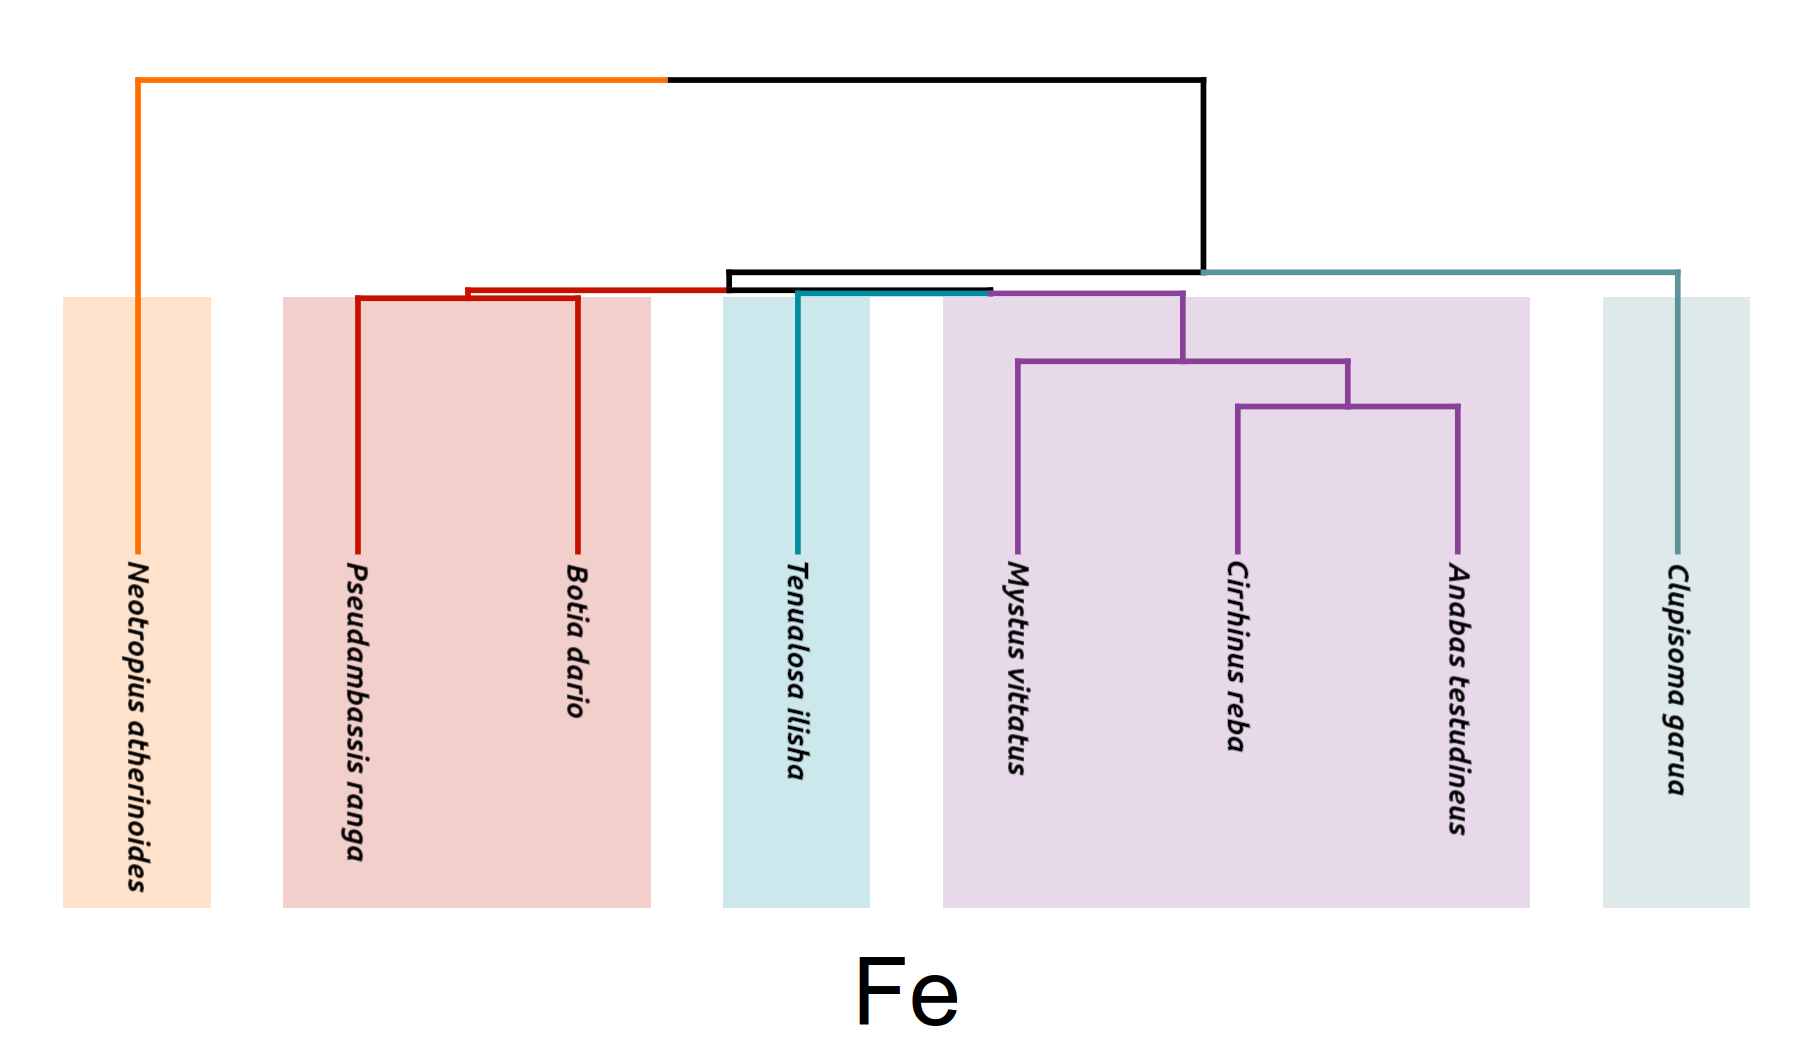 Neotropius atherinoides
Pseudambassis ranga
Botia dario
Tenualosa ilisha
Mystus vittatus
Cirrhinus reba
Anabas testudineus
Clupisoma garua
Fe